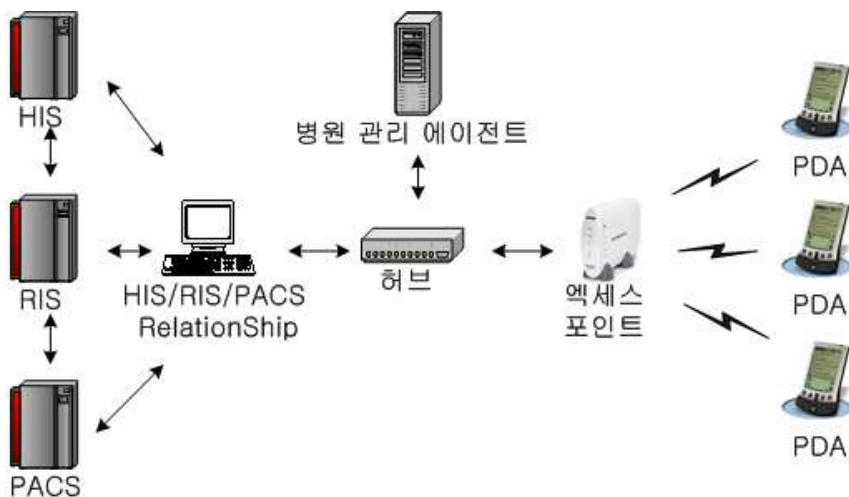 HIS
병원 관리 에이전트
PDA
RIS
HIS/RIS/PACS
RelationShip
허브
엑세스
포인트
PDA
PACS
PDA